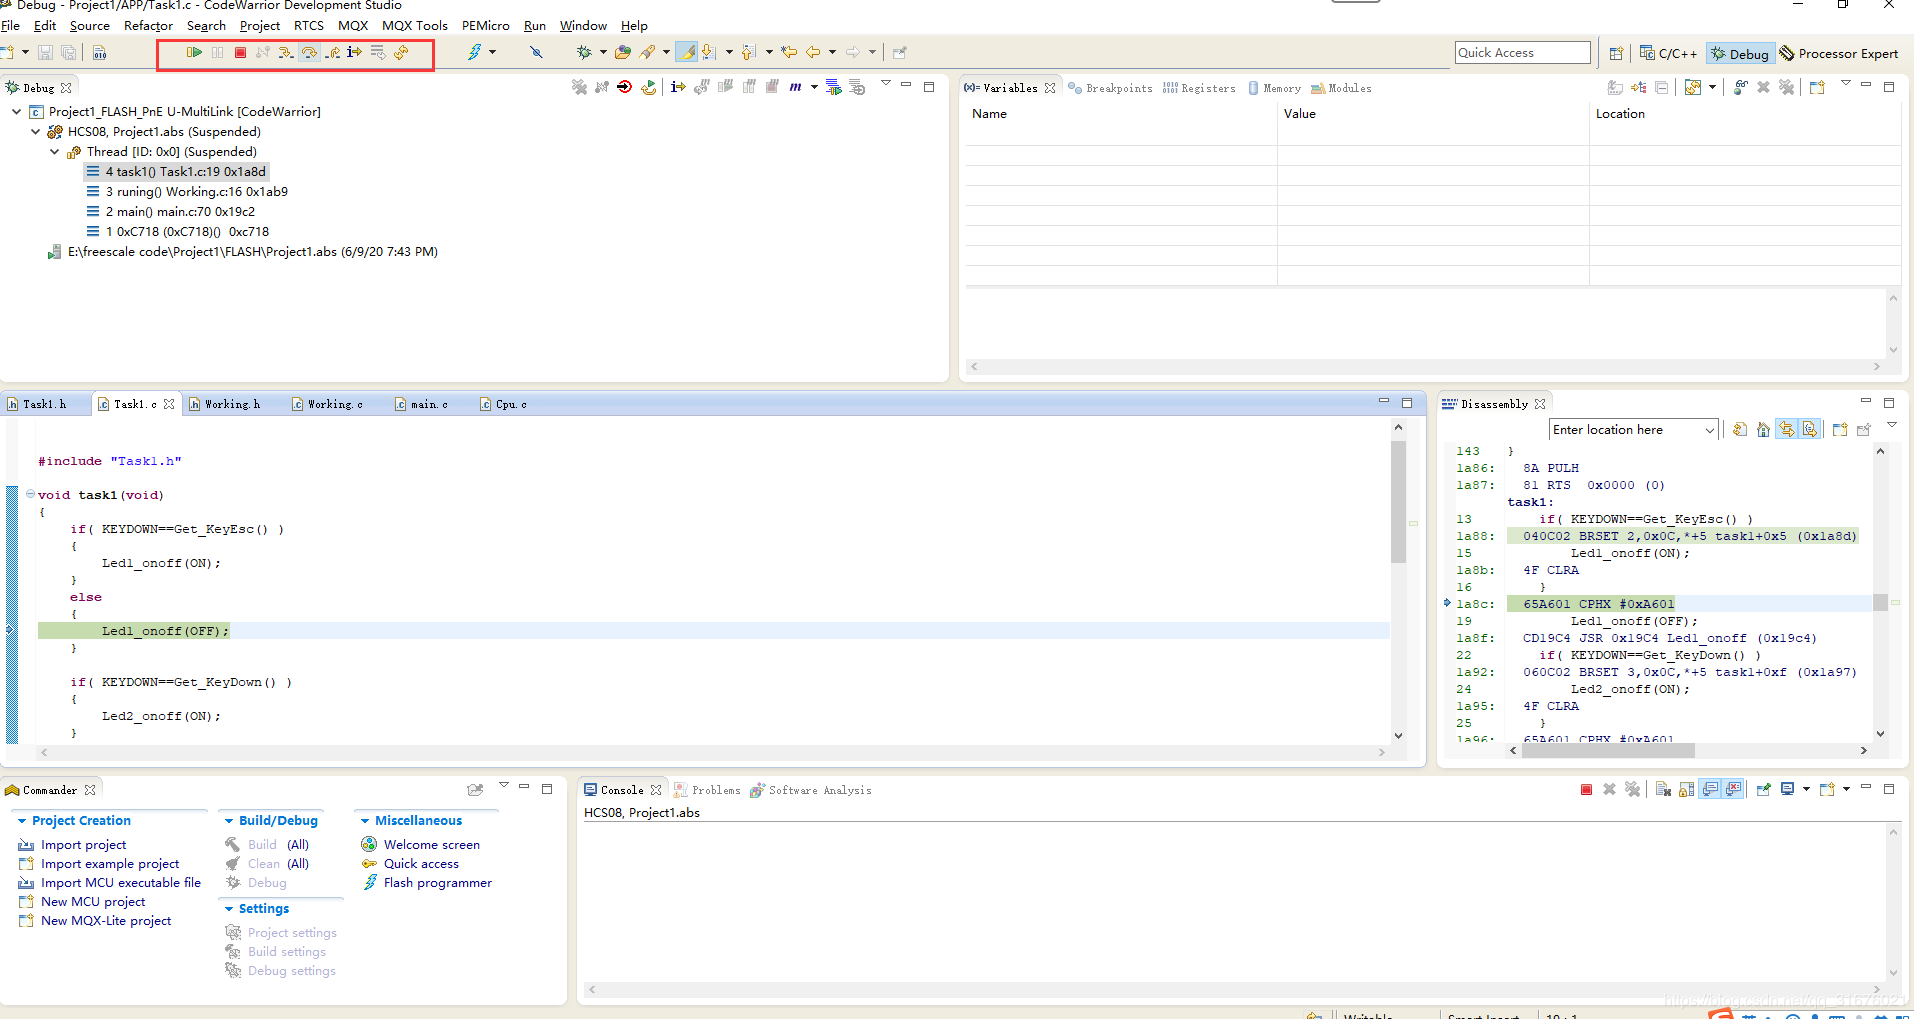 Debug - Project1/APP/Task1.c - CodeWarrior Development Studio
File Edit Source Refactor Search Project RTCS MQX MQX Tools PEMicro Run Window Help
Quick Access C/C++ Debug Processor Expert
Debug
Project1_FLASH_PnE U-MultiLink [CodeWarrior]
HCS08, Project1.abs (Suspended)
Thread [ID: 0x0] (Suspended)
4 task1() Task1.c:19 0x1a8d
3 runing() Working.c:16 0x1ab9
2 main() main.c:70 0x19c2
1 0xC718 (0xC718)() 0xc718
E:\freescale code\Project1\FLASH\Project1.abs (6/9/20 7:43 PM)
(x)= Variables Breakpoints Registers Memory Modules
Name Value Location
Task1.h Task1.c Working.h Working.c main.c Cpu.c
#include "Task1.h"
void task1(void)
{
if( KEYDOWN==Get_KeyEsc() )
{
Led1_onoff(ON);
}
else
{
Led1_onoff(OFF);
}
if( KEYDOWN==Get_KeyDown() )
{
Led2_onoff(ON);
}
Disassembly
Enter location here
143 }
1a86: 8A PULH
1a87: 81 RTS 0x0000 (0)
task1:
13 if( KEYDOWN==Get_KeyEsc() )
1a88: 040C02 BRSET 2,0x0C,*+5 task1+0x5 (0x1a8d)
15 Led1_onoff(ON);
1a8b: 4F CLRA
16 }
1a8c: 65A601 CPHX #0xA601
19 Led1_onoff(OFF);
1a8f: CD19C4 JSR 0x19C4 Led1_onoff (0x19c4)
22 if( KEYDOWN==Get_KeyDown() )
1a92: 060C02 BRSET 3,0x0C,*+5 task1+0xf (0x1a97)
24 Led2_onoff(ON);
1a95: 4F CLRA
25 }
1a96: 65A601 CPHX #0xA601
Commander
Project Creation
Import project
Import example project
Import MCU executable file
New MCU project
New MQX-Lite project
Build/Debug
Build (All)
Clean (All)
Debug
Settings
Project settings
Build settings
Debug settings
Miscellaneous
Welcome screen
Quick access
Flash programmer
Console Problems Software Analysis
HCS08, Project1.abs
https://blog.csdn.net/qq_31676021
Writable Smart Insert 19 : 1